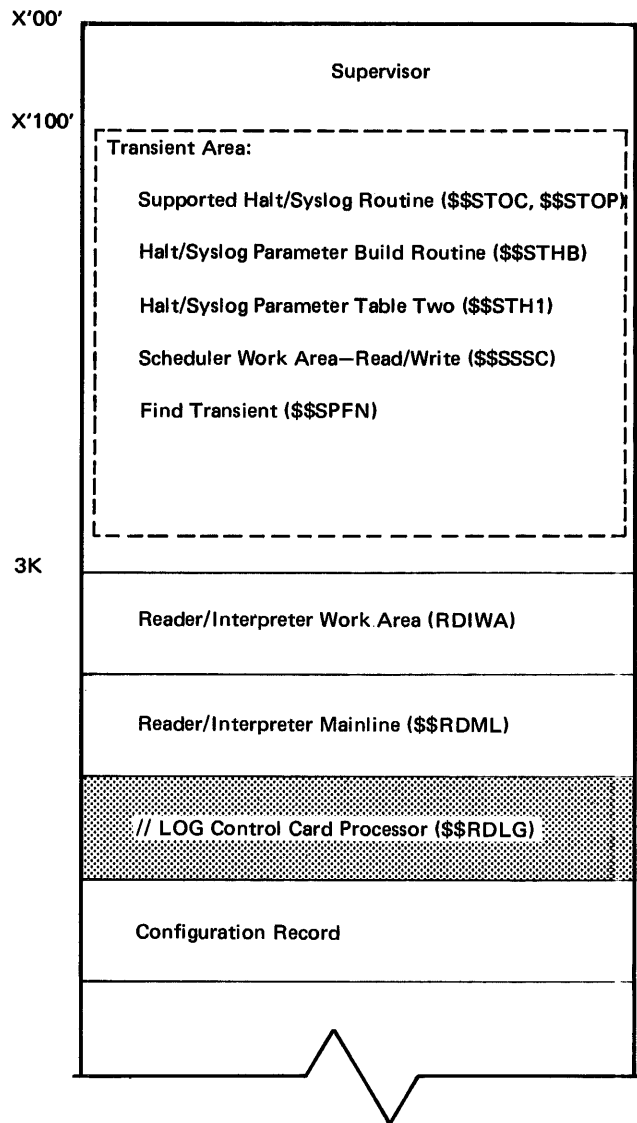 X'00'
Supervisor
X'100'
Transient Area:
Supported Halt/Syslog Routine ($$STOC, $$STOP)
Halt/Syslog Parameter Build Routine ($$STHB)
Halt/Syslog Parameter Table Two ($$STH1)
Scheduler Work Area—Read/Write ($$SSSC)
Find Transient ($$SPFN)
3K
Reader/Interpreter Work Area (RDIWA)
Reader/Interpreter Mainline ($$RDML)
// LOG Control Card Processor ($$RDLG)
Configuration Record